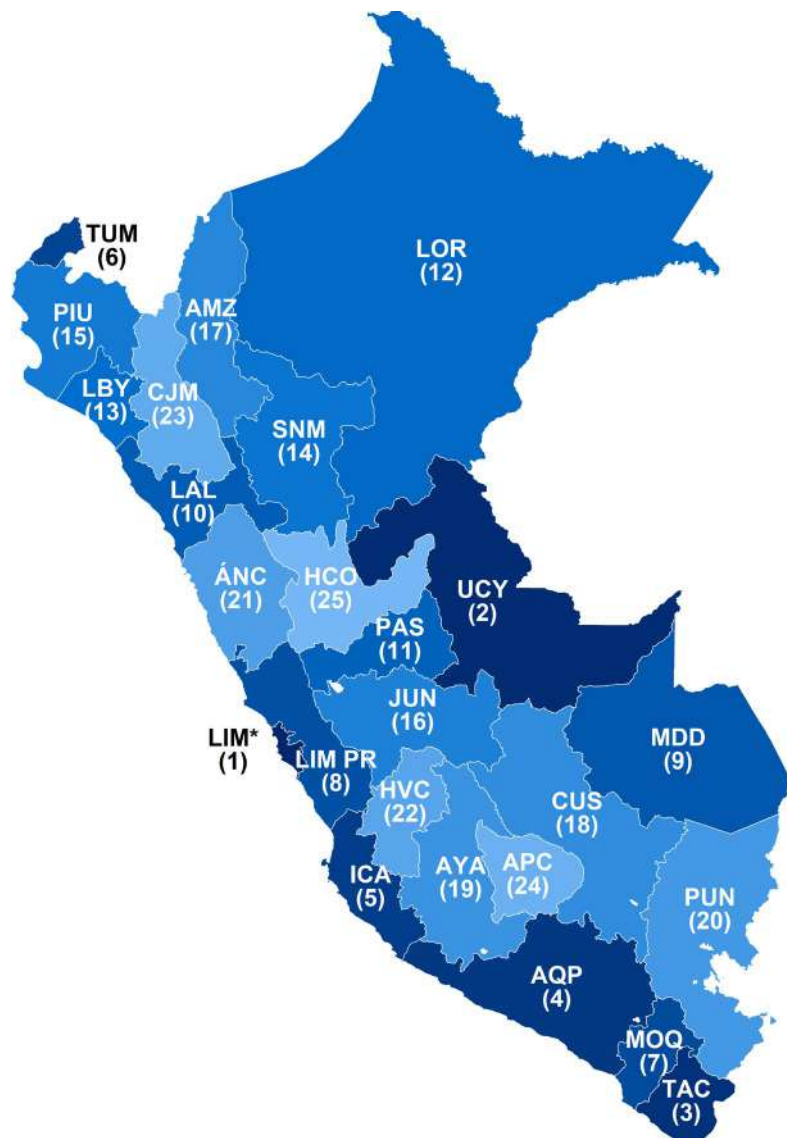 TUM
(6)
LOR
(12)
PIU
(15)
AMZ
(17)
LBY
(13)
CJM
(23)
SNM
(14)
LAL
(10)
ÁNC
(21)
HCO
(25)
UCY
(2)
PAS
(11)
JUN
(16)
LIM*
(1)
LIM PR
(8)
MDD
(9)
HVC
(22)
CUS
(18)
ICA
(5)
AYA
(19)
APC
(24)
PUN
(20)
AQP
(4)
MOQ
(7)
TAC
(3)